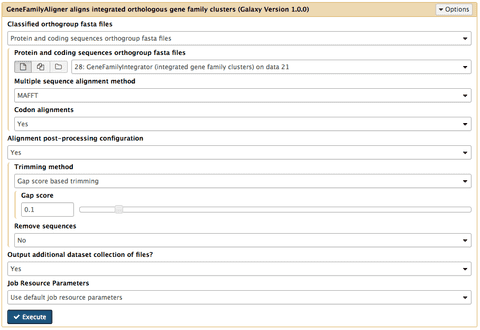 GeneFamilyAligner aligns integrated orthologous gene family clusters (Galaxy Version 1.0.0)
Options
Classified orthogroup fasta files
Protein and coding sequences orthogroup fasta files
Protein and coding sequences orthogroup fasta files
28: GeneFamilyIntegrator (integrated gene family clusters) on data 21
Multiple sequence alignment method
MAFFT
Codon alignments
Yes
Alignment post-processing configuration
Yes
Trimming method
Gap score based trimming
Gap score
0.1
Remove sequences
No
Output additional dataset collection of files?
Yes
Job Resource Parameters
Use default job resource parameters
Execute